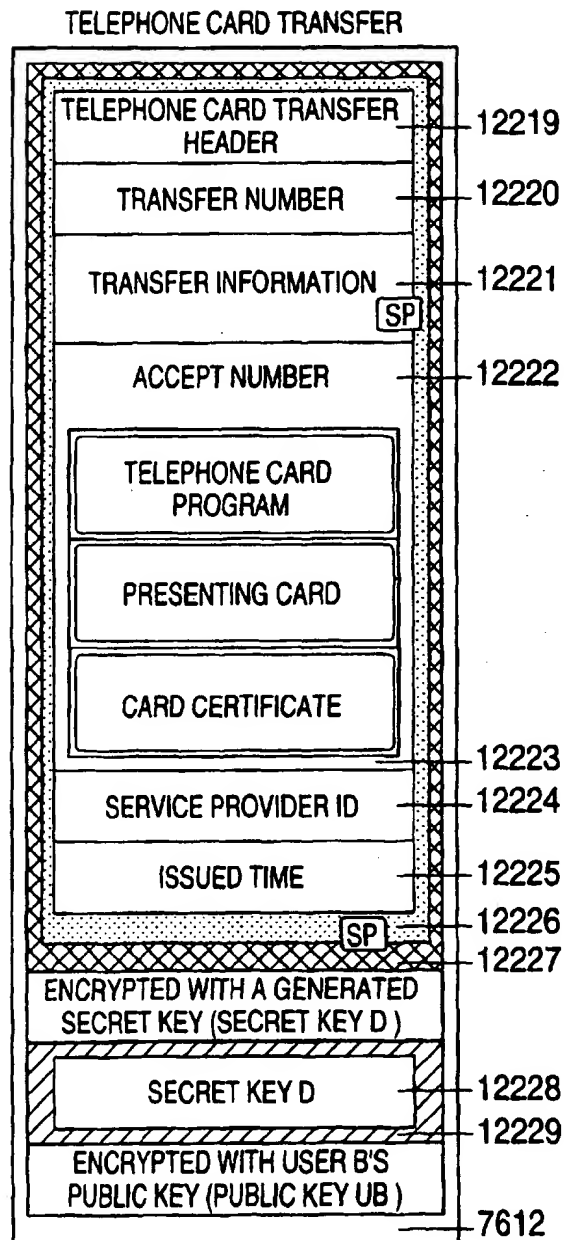 TELEPHONE CARD TRANSFER
TELEPHONE CARD TRANSFER
HEADER
12219
TRANSFER NUMBER
12220
TRANSFER INFORMATION
12221
SP
ACCEPT NUMBER
12222
TELEPHONE CARD
PROGRAM
PRESENTING CARD
CARD CERTIFICATE
12223
SERVICE PROVIDER ID
12224
ISSUED TIME
12225
12226
SP
12227
ENCRYPTED WITH A GENERATED
SECRET KEY (SECRET KEY D )
SECRET KEY D
12228
12229
ENCRYPTED WITH USER B'S
PUBLIC KEY (PUBLIC KEY UB )
7612